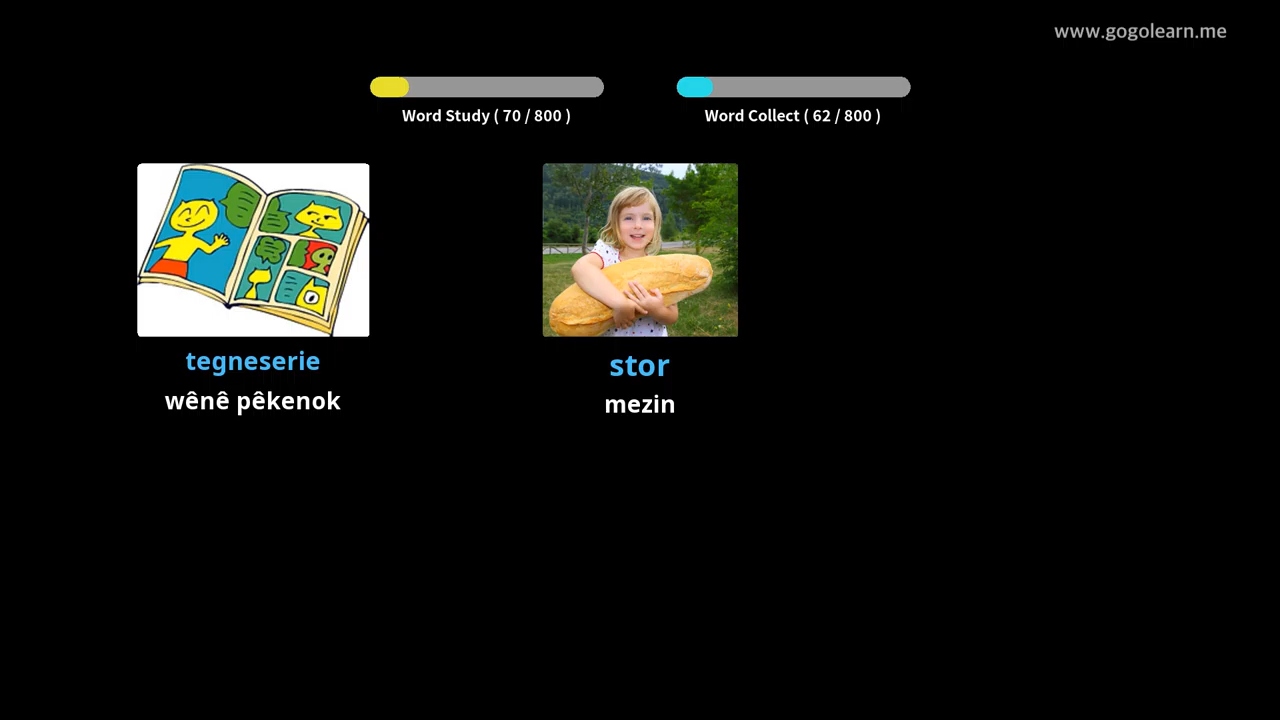 www.gogolearn.me
Word Study ( 70 / 800 )
Word Collect ( 62 / 800 )
tegneserie
wênê pêkenok
stor
mezin